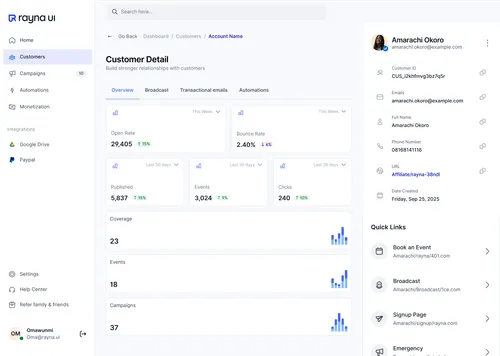 rayna ui
Home
Customers
Campaigns
10
Automations
Monetization
Integrations
Google Drive
Paypal
Settings
Help Center
Refer family & friends
OM
Omawunmi
Oma@rayna.ui
Search here...
← Go Back Dashboard / Customers / Account Name
Customer Detail
Build stronger relationships with customers
Overview Broadcast Transactional emails Automations
This Week
Open Rate
29,405 ↑ 15%
This Week
Bounce Rate
2.40% ↓ 6%
Last 30 days
Published
5,837 ↑ 15%
Last 30 days
Events
3,024 ↑ 9%
Last 30 days
Clicks
240 ↑ 10%
Coverage
23
Events
18
Campaigns
37
Amarachi Okoro
amarachi.okoro@example.com
Customer ID
Emails
amarachi.okoro@example.com
Full Name
Amarachi Okoro
Phone Number
08168141116
URL
Affiliate/rayna-38ndl
Date Created
Friday, Sep 25, 2025
Quick Links
Book an Event
Amarachi/rayna/401.com
Broadcast
Amarachi/Broadcast/1ce.com
Signup Page
Amarachi/signup/rayna.com
Emergency